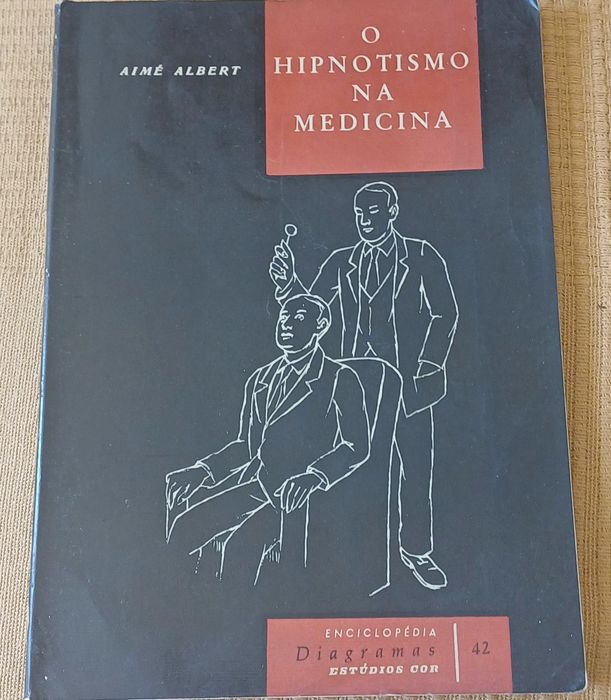 AIMÉ ALBERT
O
HIPNOTISMO
NA
MEDICINA
ENCICLOPÉDIA
Diagramas
ESTÚDIOS COR
42